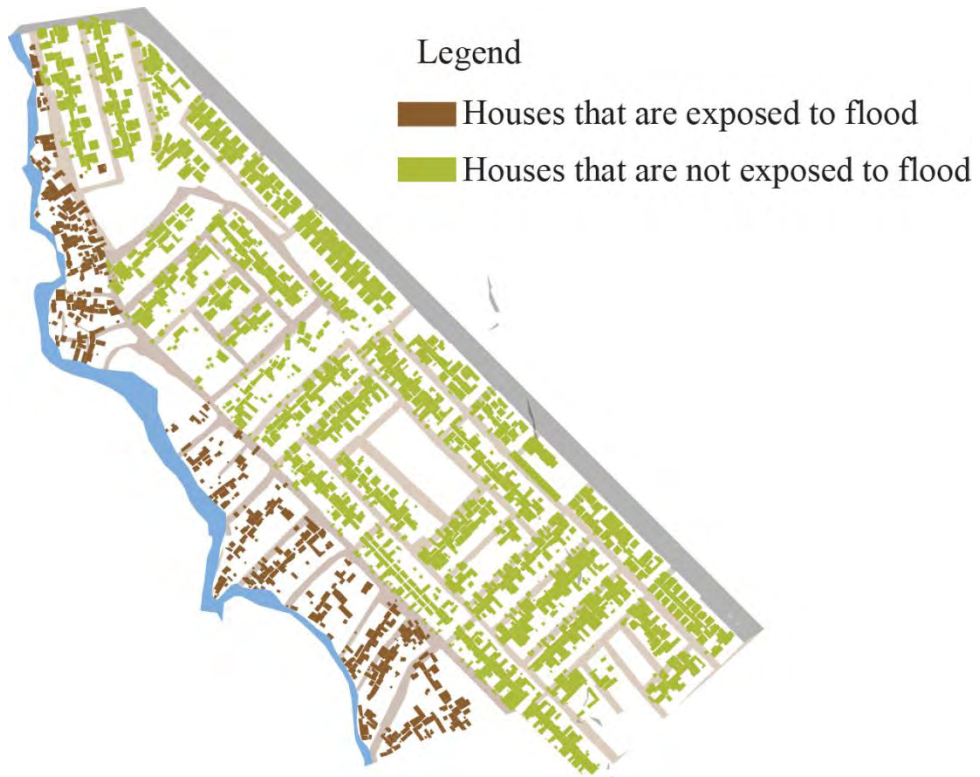 Legend
Houses that are exposed to flood
Houses that are not exposed to flood